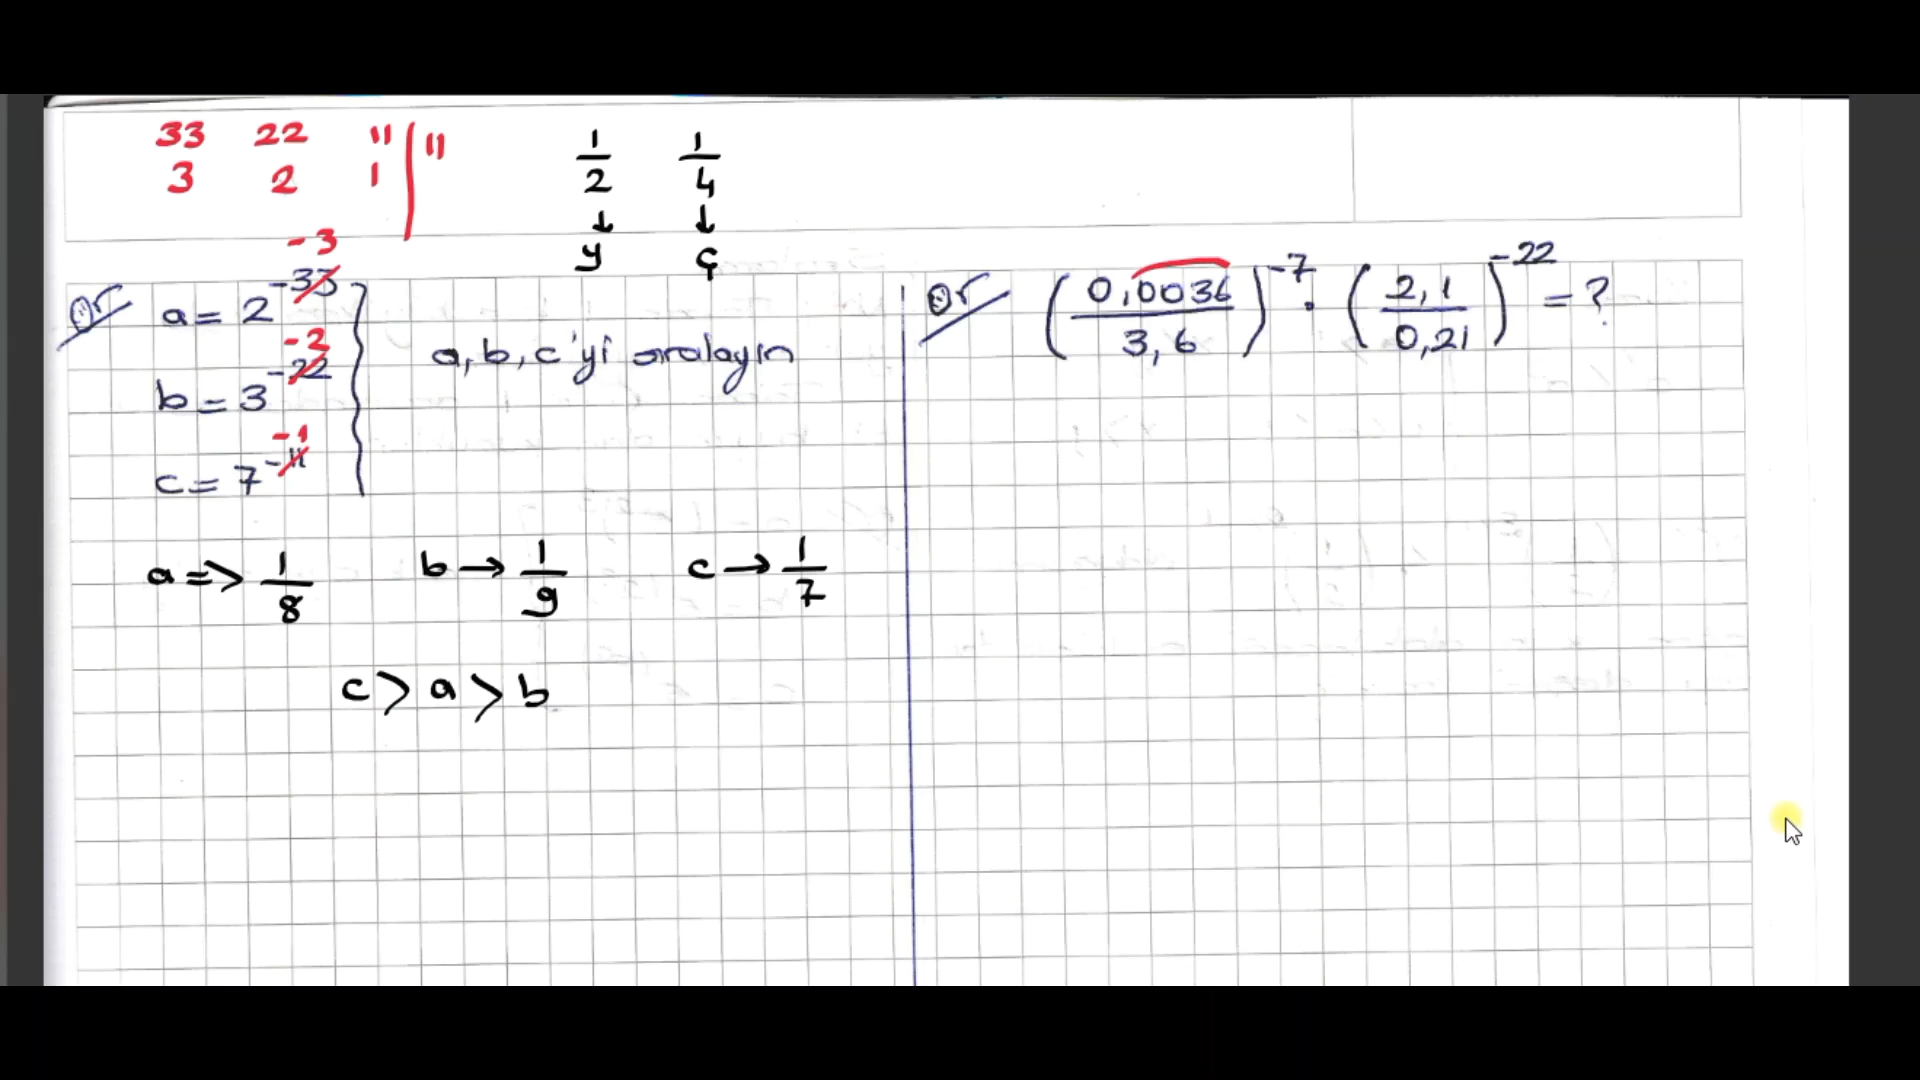 33 22 11 | 11
3 2 1
1/2 1/4
↓ ↓
y ç
Ör a = 2^-33 -3
b = 3^-22 -2
c = 7^-11 -1
a, b, c'yi sıralayın
a => 1/8 b → 1/9 c → 1/7
c > a > b
Ör (0,0036/3,6)^-7 . (2,1/0,21)^-22 = ?